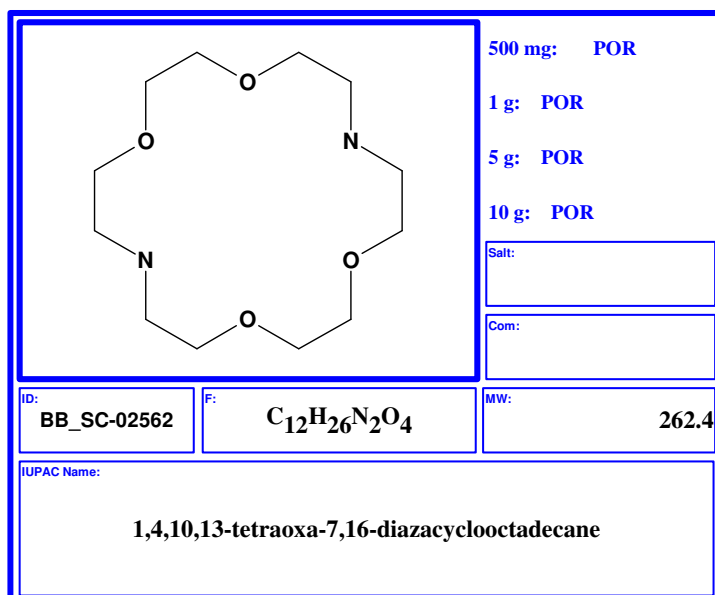 O
O
N
N
O
O
500 mg: POR
1 g: POR
5 g: POR
10 g: POR
Salt:
Com:
ID:
BB_SC-02562
F:
C12H26N2O4
MW:
262.4
IUPAC Name:
1,4,10,13-tetraoxa-7,16-diazacyclooctadecane